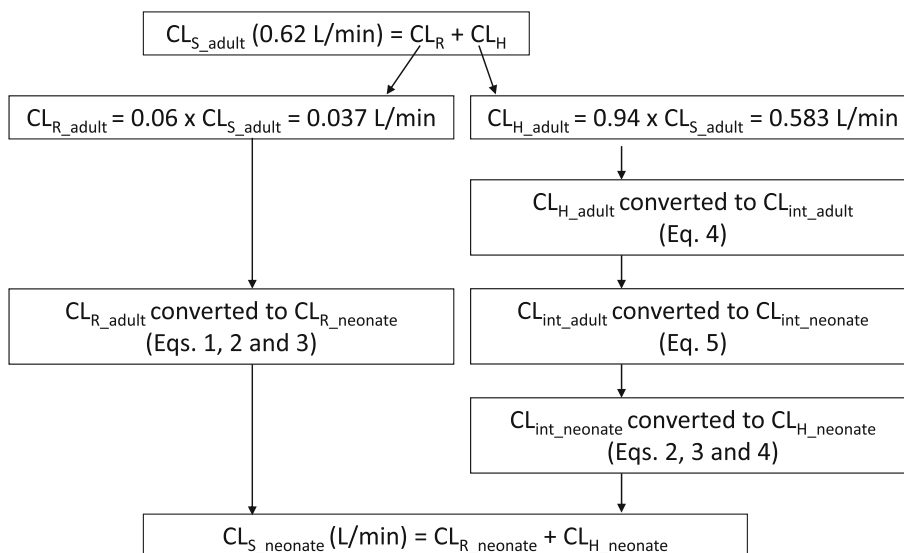 CL_S_adult (0.62 L/min) = CL_R + CL_H
CL_R_adult = 0.06 x CL_S_adult = 0.037 L/min
CL_H_adult = 0.94 x CL_S_adult = 0.583 L/min
CL_H_adult converted to CL_int_adult
(Eq. 4)
CL_R_adult converted to CL_R_neonate
(Eqs. 1, 2 and 3)
CL_int_adult converted to CL_int_neonate
(Eq. 5)
CL_int_neonate converted to CL_H_neonate
(Eqs. 2, 3 and 4)
CL_S_neonate (L/min) = CL_R_neonate + CL_H_neonate